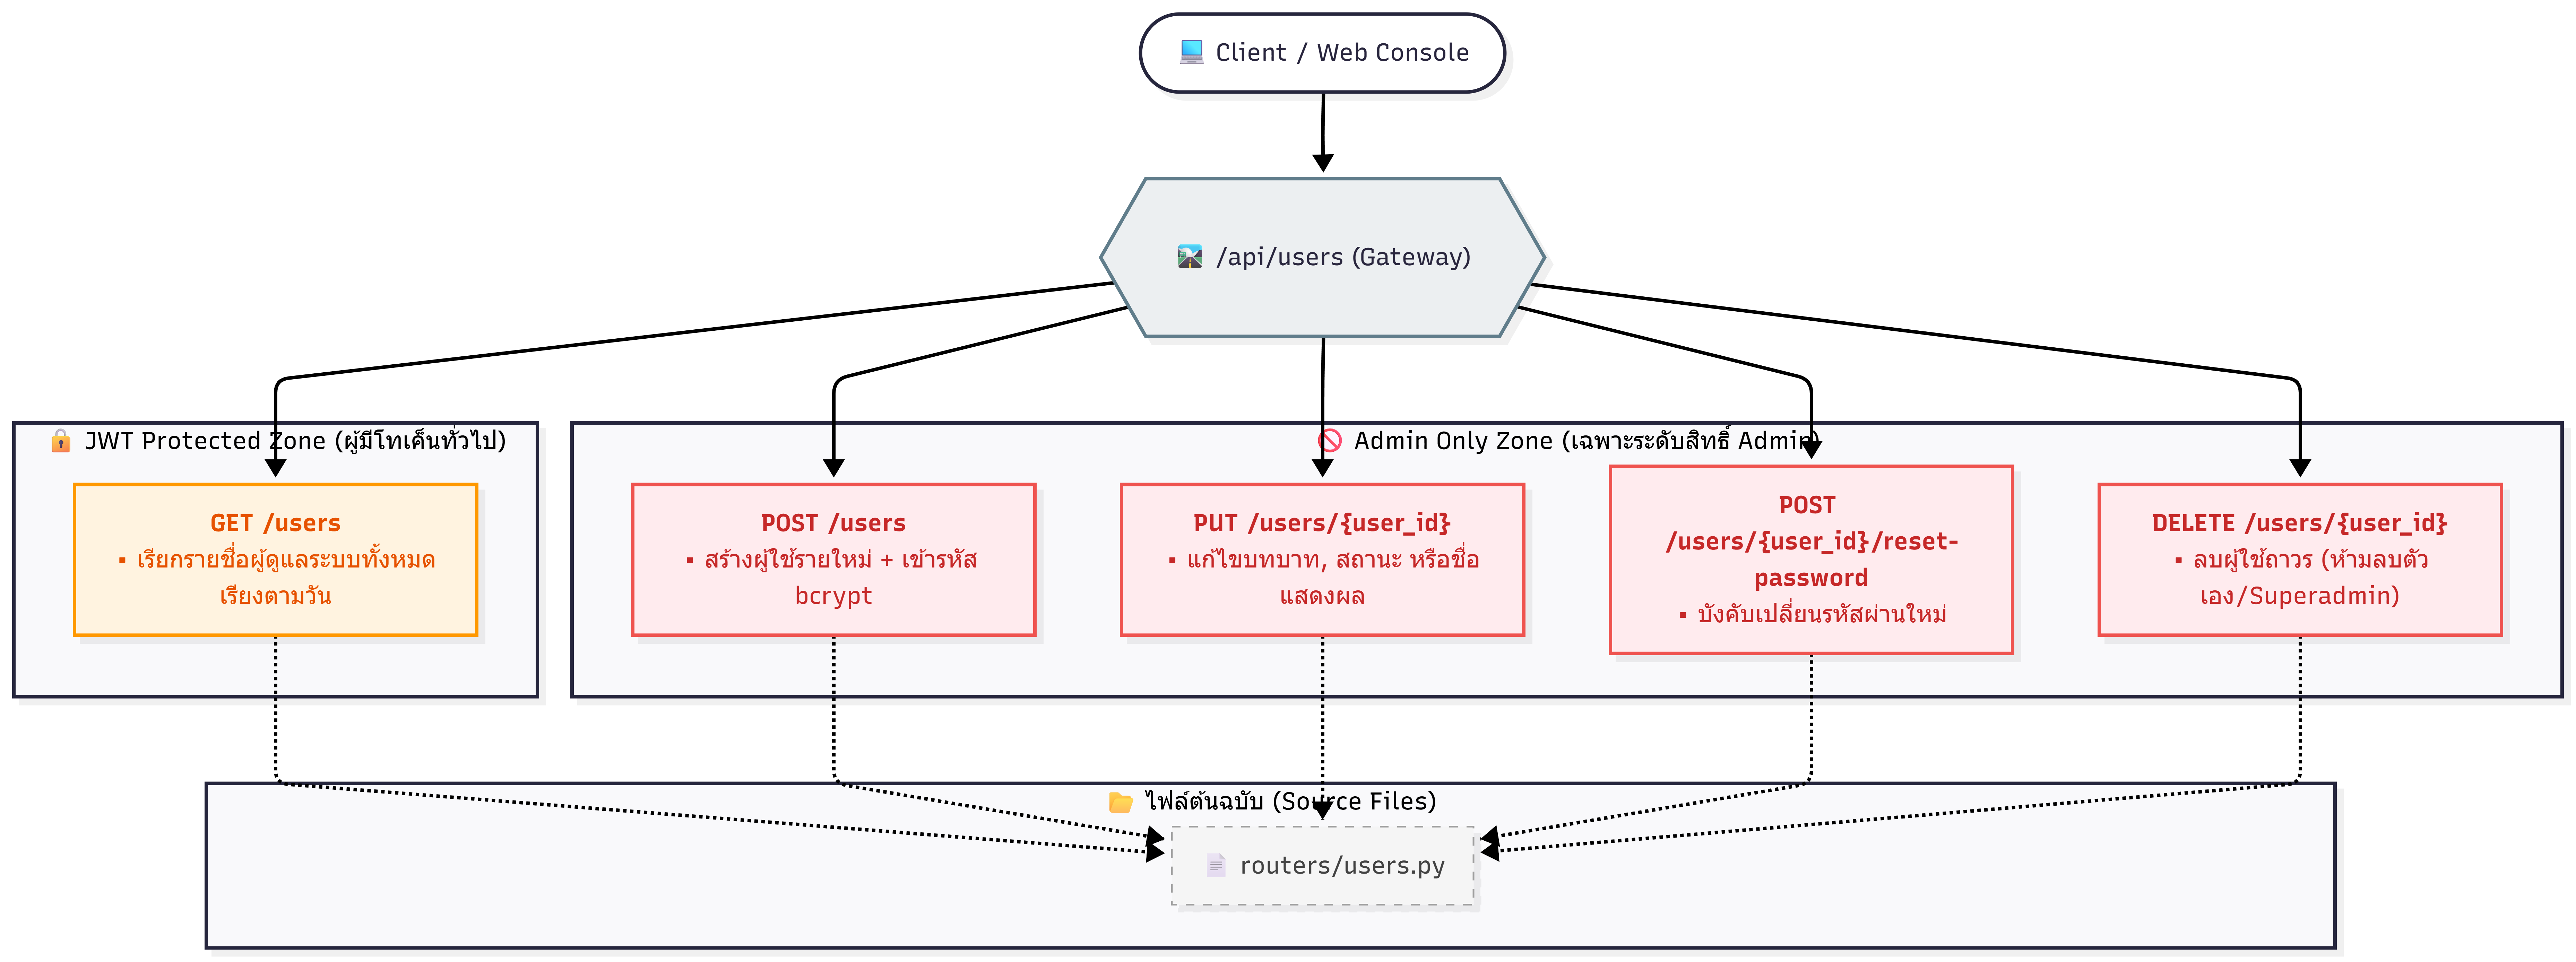 Client / Web Console
/api/users (Gateway)
JWT Protected Zone (ผู้มีโทเค็นทั่วไป)
GET /users
▪ เรียกรายชื่อผู้ดูแลระบบทั้งหมด
เรียงตามวัน
Admin Only Zone (เฉพาะระดับสิทธิ์ Admin)
POST /users
▪ สร้างผู้ใช้รายใหม่ + เข้ารหัส
bcrypt
PUT /users/{user_id}
▪ แก้ไขบทบาท, สถานะ หรือชื่อ
แสดงผล
POST
/users/{user_id}/reset-
password
▪ บังคับเปลี่ยนรหัสผ่านใหม่
DELETE /users/{user_id}
▪ ลบผู้ใช้ถาวร (ห้ามลบตัว
เอง/Superadmin)
ไฟล์ต้นฉบับ (Source Files)
routers/users.py